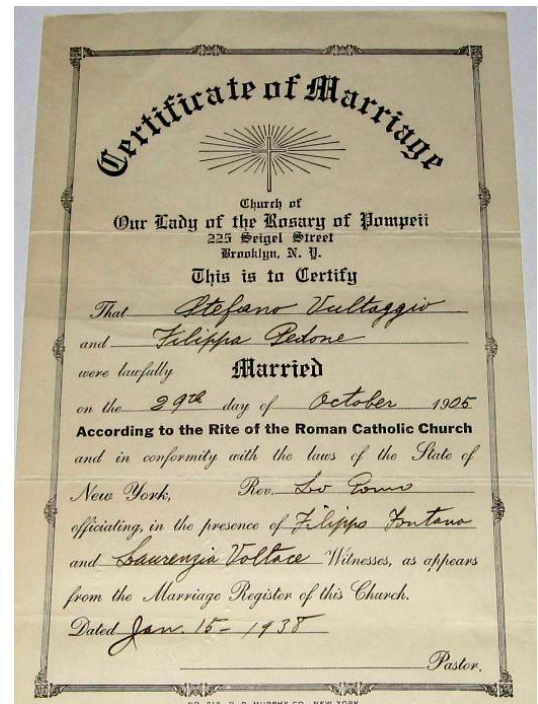 Certificate of Marriage
Church of
Our Lady of the Rosary of Pompeii
225 Seigel Street
Brooklyn, N. Y.
This is to Certify
That Stefano Vultaggio
and Filippa Pedone
were lawfully Married
on the 29th day of October 1905
According to the Rite of the Roman Catholic Church
and in conformity with the laws of the State of
New York, Rev.
officiating, in the presence of Filippo Fontana
and Laurenzia Voltace Witnesses, as appears
from the Marriage Register of this Church.
Dated Jan. 15 - 1938
Pastor.